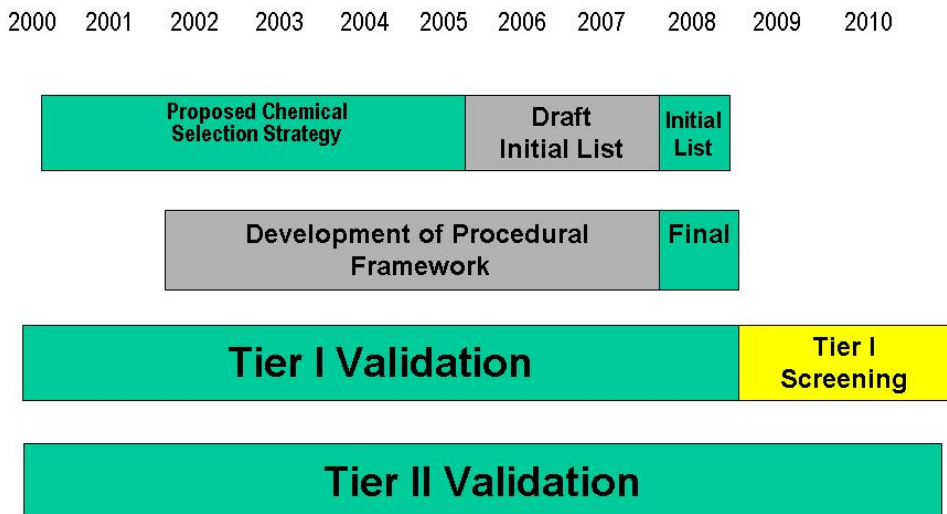 2000 2001 2002 2003 2004 2005 2006 2007 2008 2009 2010
Proposed Chemical
Selection Strategy
Draft
Initial List
Initial
List
Development of Procedural
Framework
Final
Tier I Validation
Tier I
Screening
Tier II Validation